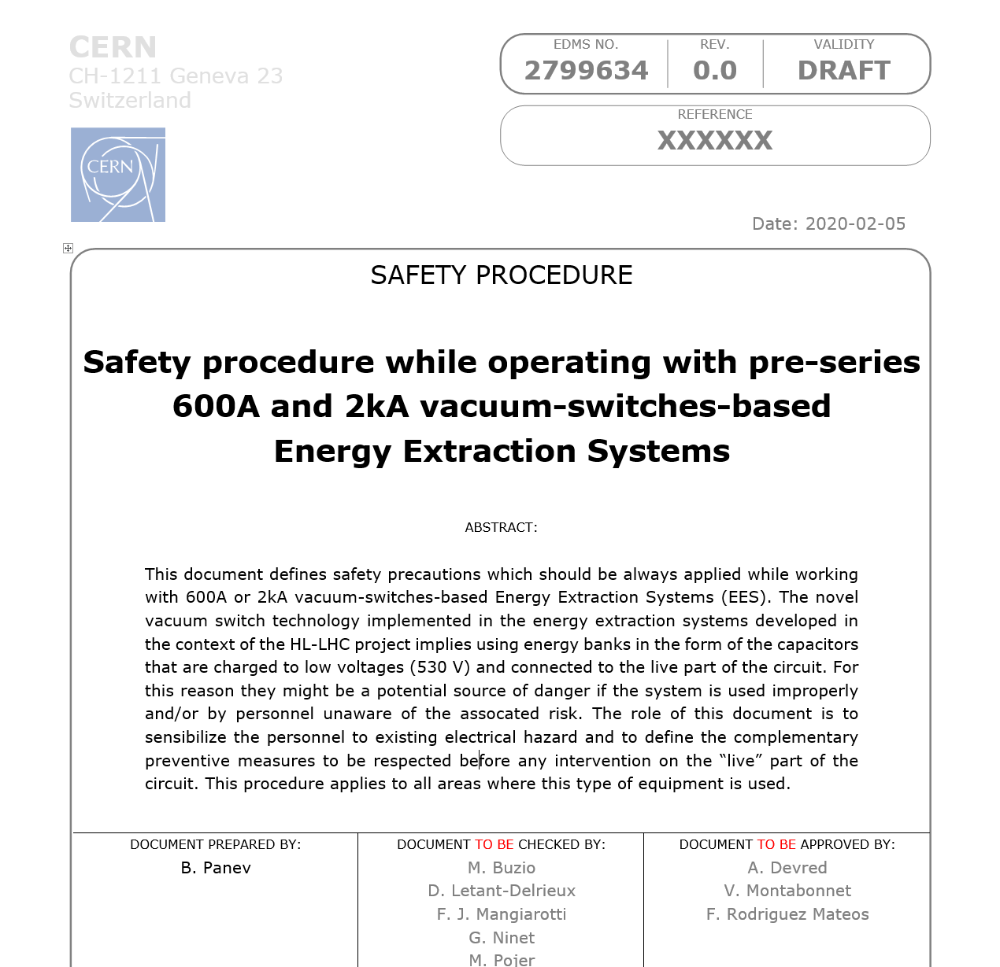 CERN
CH-1211 Geneva 23
Switzerland
EDMS NO.
2799634
REV.
0.0
VALIDITY
DRAFT
REFERENCE
XXXXXX
CERN
Date: 2020-02-05
SAFETY PROCEDURE
Safety procedure while operating with pre-series
600A and 2kA vacuum-switches-based
Energy Extraction Systems
ABSTRACT:
This document defines safety precautions which should be always applied while working
with 600A or 2kA vacuum-switches-based Energy Extraction Systems (EES). The novel
vacuum switch technology implemented in the energy extraction systems developed in
the context of the HL-LHC project implies using energy banks in the form of the capacitors
that are charged to low voltages (530 V) and connected to the live part of the circuit. For
this reason they might be a potential source of danger if the system is used improperly
and/or by personnel unaware of the assocated risk. The role of this document is to
sensibilize the personnel to existing electrical hazard and to define the complementary
preventive measures to be respected before any intervention on the “live” part of the
circuit. This procedure applies to all areas where this type of equipment is used.
DOCUMENT PREPARED BY:
B. Panev
DOCUMENT TO BE CHECKED BY:
M. Buzio
D. Letant-Delrieux
F. J. Mangiarotti
G. Ninet
M. Pojer
DOCUMENT TO BE APPROVED BY:
A. Devred
V. Montabonnet
F. Rodriguez Mateos